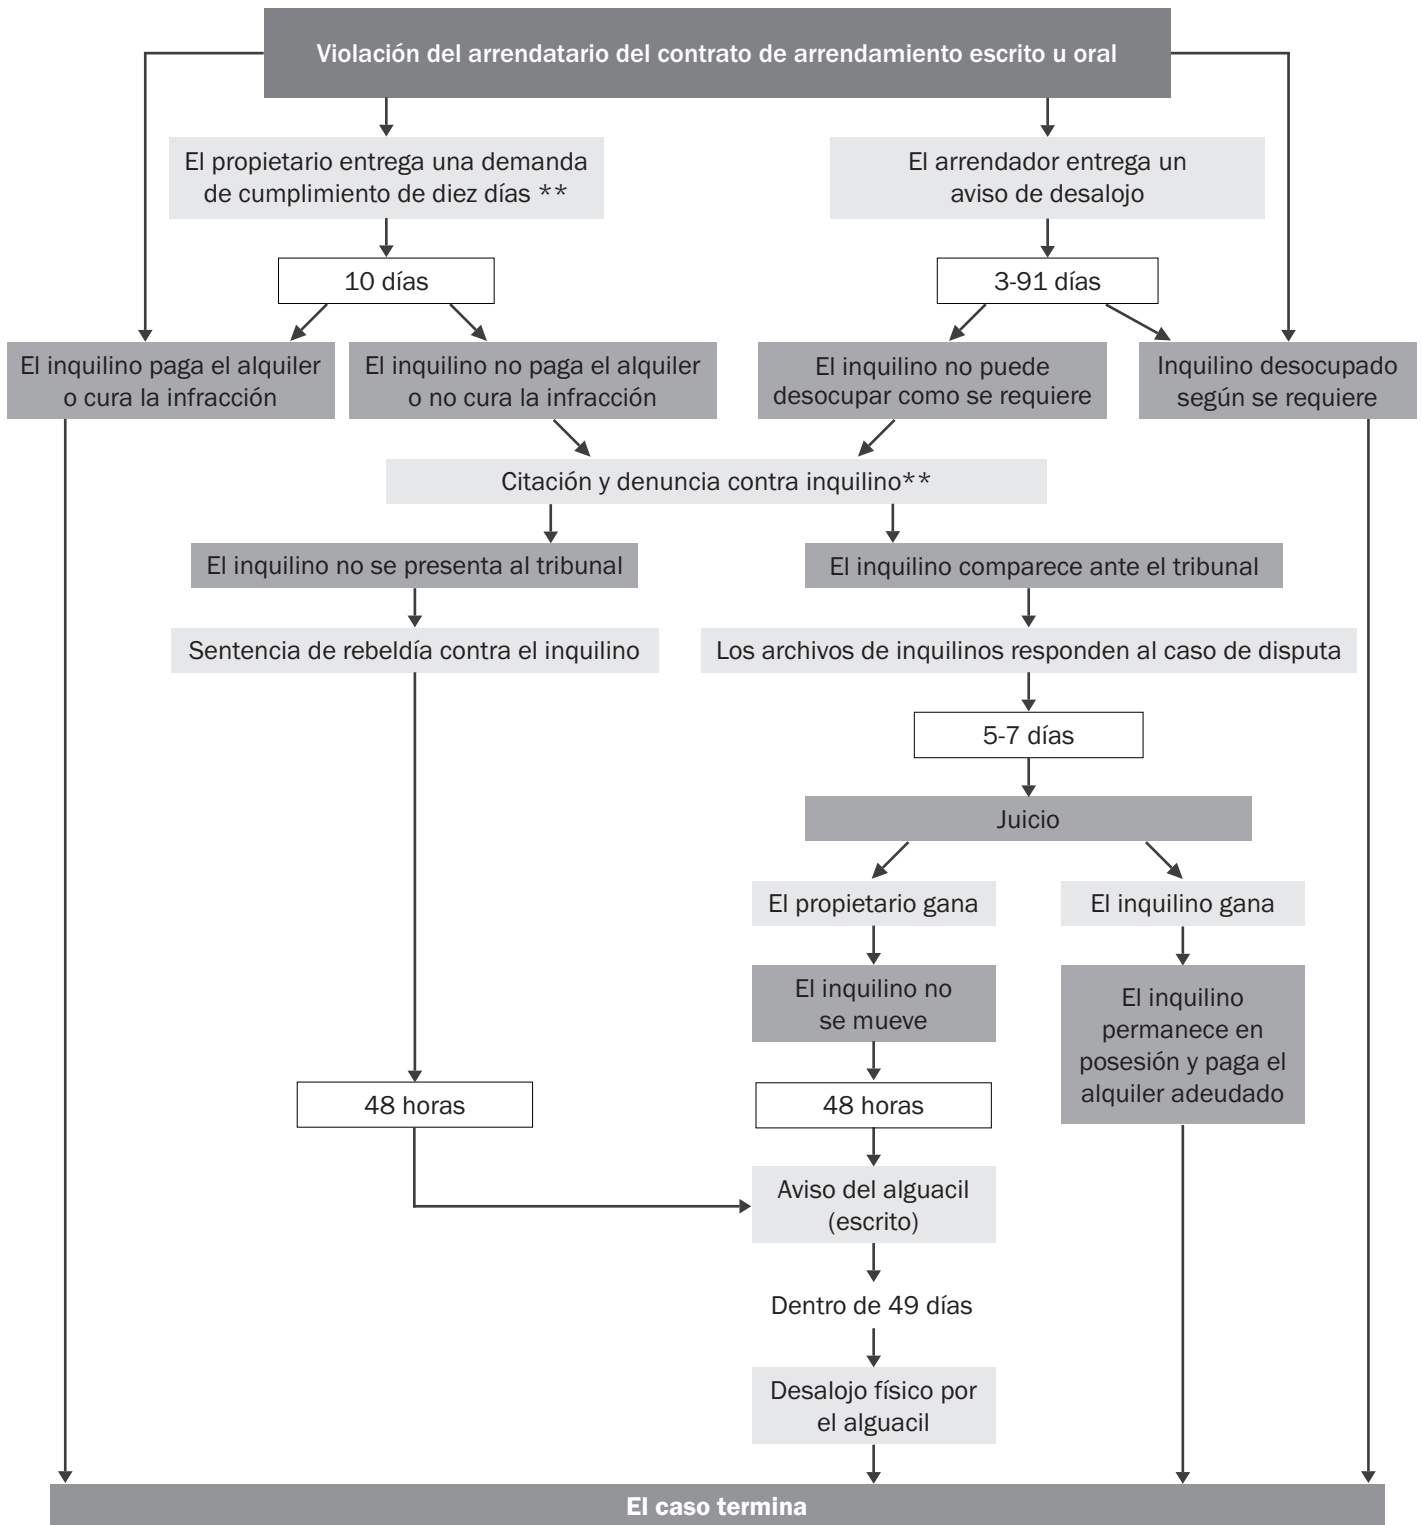 Violación del arrendatario del contrato de arrendamiento escrito u oral
El propietario entrega una demanda
de cumplimiento de diez días **
El arrendador entrega un
aviso de desalojo
10 días
3-91 días
El inquilino paga el alquiler
o cura la infracción
El inquilino no paga el alquiler
o no cura la infracción
El inquilino no puede
desocupar como se requiere
Inquilino desocupado
según se requiere
Citación y denuncia contra inquilino**
El inquilino no se presenta al tribunal
El inquilino comparece ante el tribunal
Sentencia de rebeldía contra el inquilino
Los archivos de inquilinos responden al caso de disputa
5-7 días
Juicio
El propietario gana
El inquilino gana
El inquilino no
se mueve
El inquilino
permanece en
posesión y paga el
alquiler adeudado
48 horas
48 horas
Aviso del alguacil
(escrito)
Dentro de 49 días
Desalojo físico por
el alguacil
El caso termina